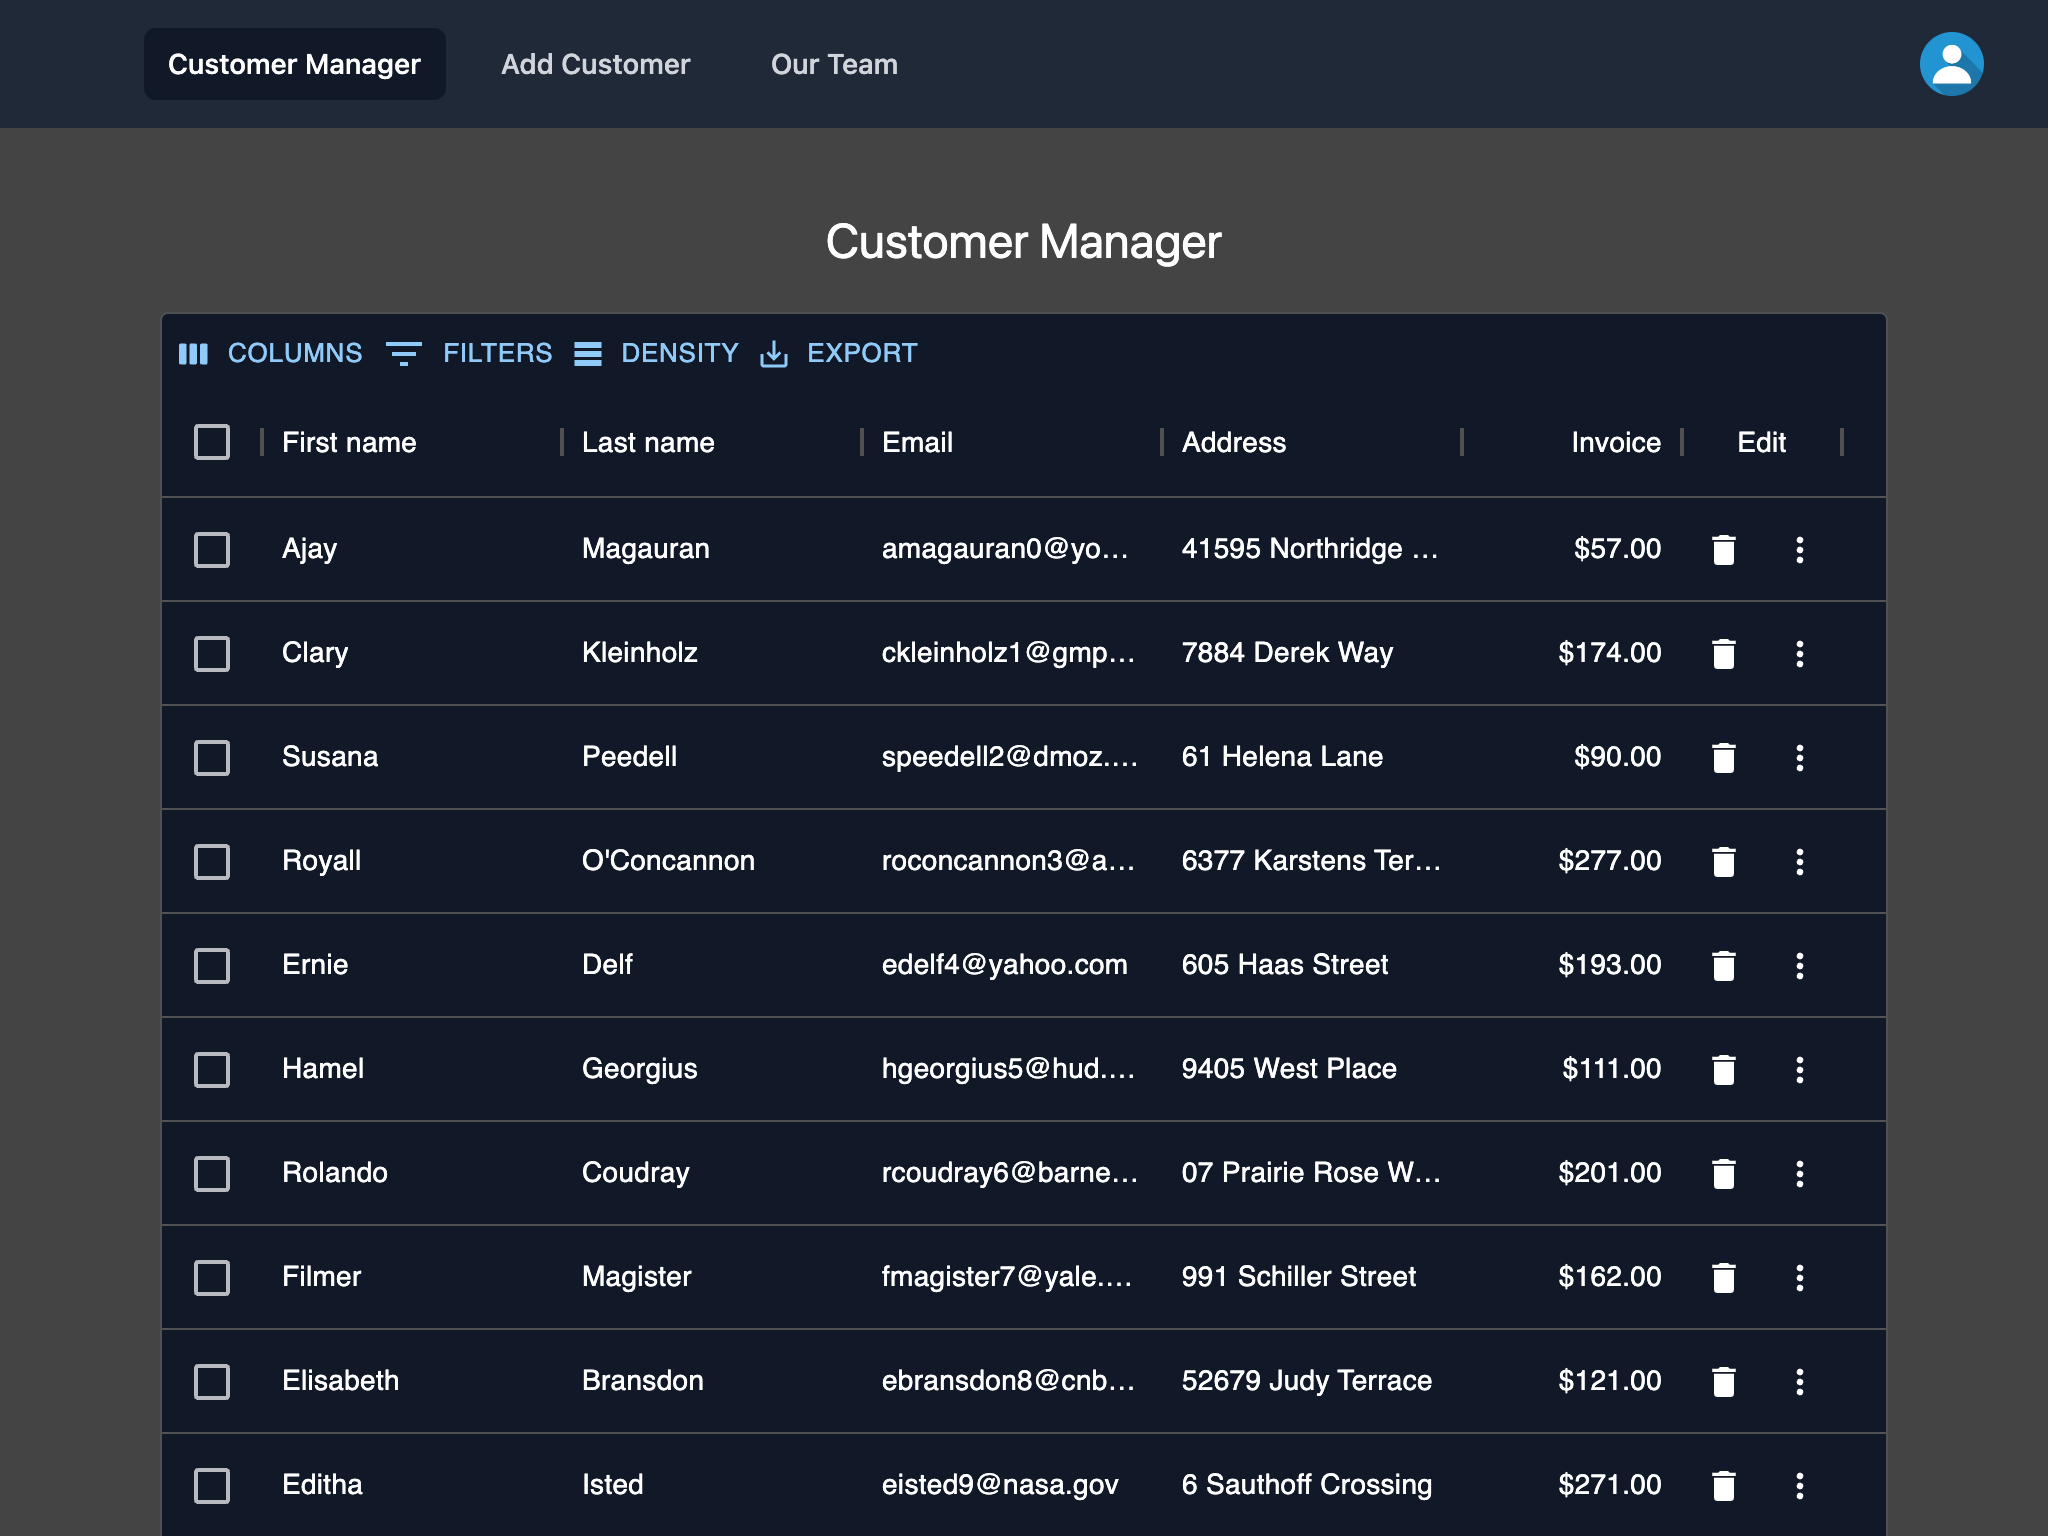 Customer Manager Add Customer Our Team
Customer Manager
COLUMNS FILTERS DENSITY EXPORT
First name Last name Email Address Invoice Edit
Ajay Magauran amagauran0@yo... 41595 Northridge ... $57.00
Clary Kleinholz ckleinholz1@gmp... 7884 Derek Way $174.00
Susana Peedell speedell2@dmoz.... 61 Helena Lane $90.00
Royall O'Concannon roconcannon3@a... 6377 Karstens Ter... $277.00
Ernie Delf edelf4@yahoo.com 605 Haas Street $193.00
Hamel Georgius hgeorgius5@hud.... 9405 West Place $111.00
Rolando Coudray rcoudray6@barne... 07 Prairie Rose W... $201.00
Filmer Magister fmagister7@yale.... 991 Schiller Street $162.00
Elisabeth Bransdon ebransdon8@cnb... 52679 Judy Terrace $121.00
Editha Isted eisted9@nasa.gov 6 Sauthoff Crossing $271.00